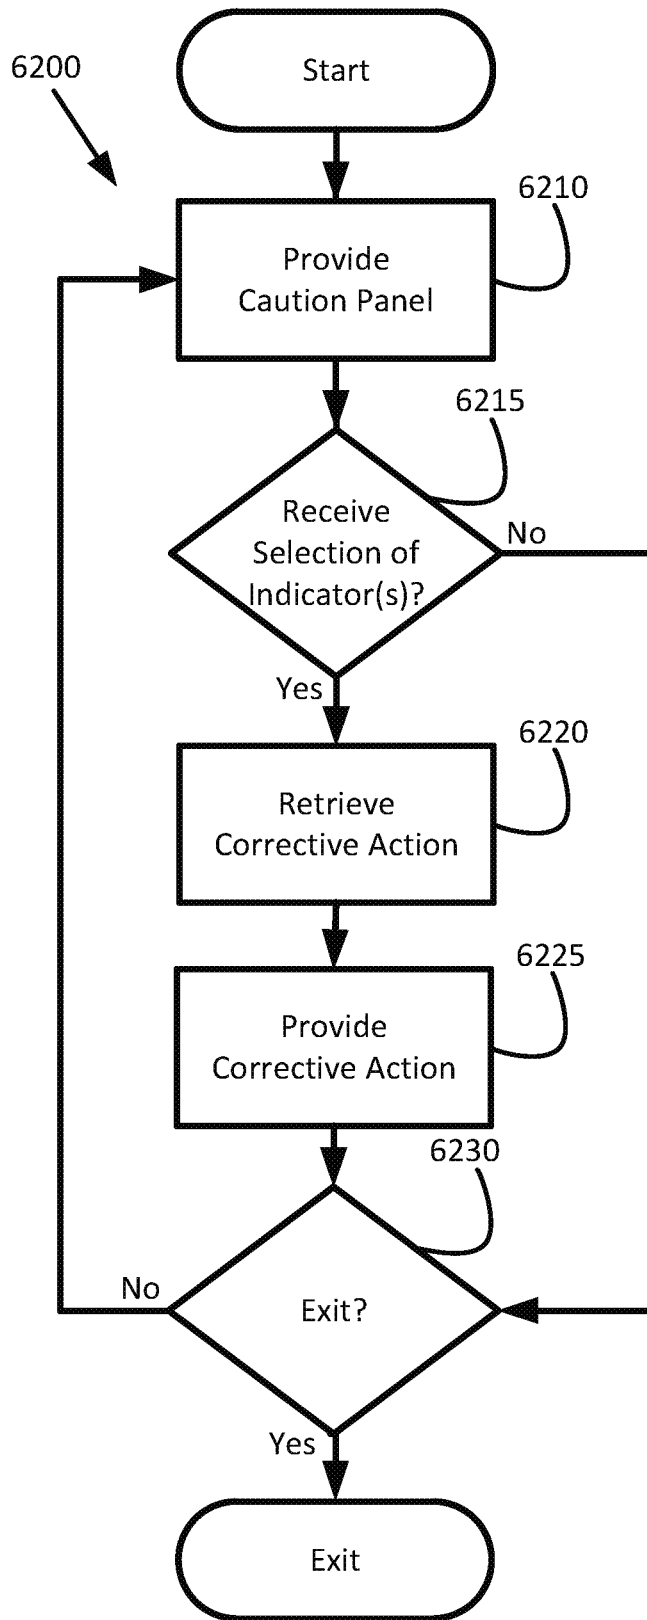 6200
Start
6210
Provide
Caution Panel
6215
Receive
Selection of
Indicator(s)?
No
Yes
6220
Retrieve
Corrective Action
6225
Provide
Corrective Action
6230
No
Exit?
Yes
Exit